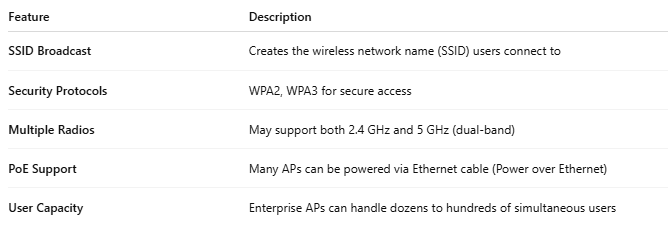 Feature Description
SSID Broadcast Creates the wireless network name (SSID) users connect to
Security Protocols WPA2, WPA3 for secure access
Multiple Radios May support both 2.4 GHz and 5 GHz (dual-band)
PoE Support Many APs can be powered via Ethernet cable (Power over Ethernet)
User Capacity Enterprise APs can handle dozens to hundreds of simultaneous users